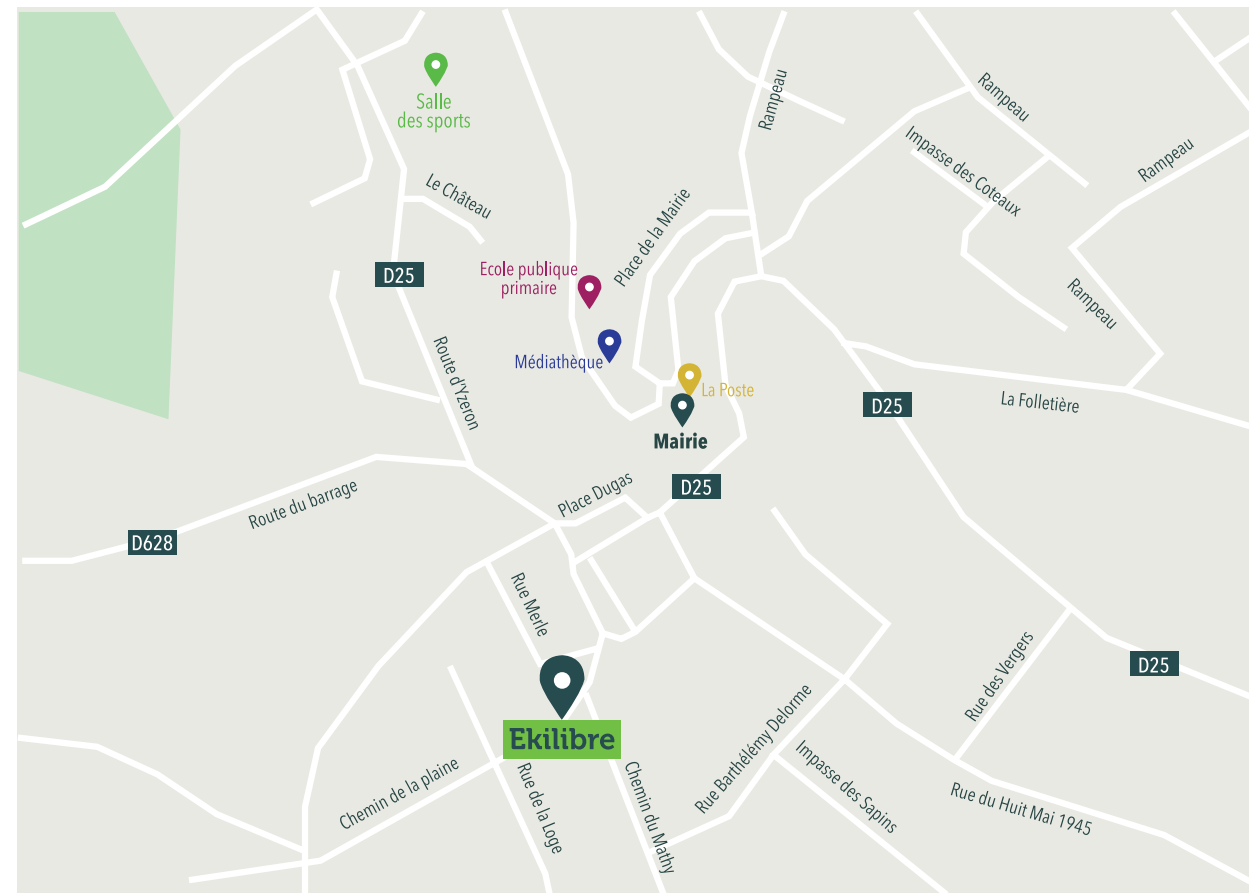 Salle
des sports
Rampeau
Rampeau
Impasse des Coteaux
Rampeau
Le Château
Place de la Mairie
D25
Ecole publique
primaire
Rampeau
Route d'Yzeron
Médiathèque
La Poste
La Folletière
D25
Mairie
Place Dugas
D25
Route du barrage
D628
Rue Merle
Rue des Vergers
D25
Ekilibre
Rue Barthélémy Delorme
Chemin de la plaine
Rue de la Loge
Chemin du Mathy
Impasse des Sapins
Rue du Huit Mai 1945